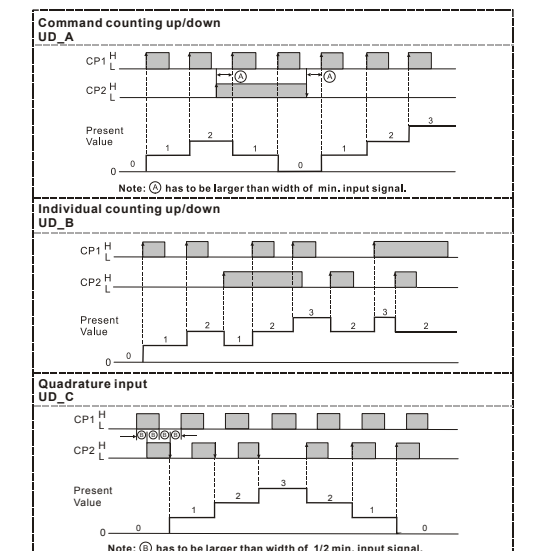 Command counting up/down
UD_A
CP1 H
L
CP2 H
L
Ⓐ Ⓐ
Present
Value
0 0 1 2 1 0 1 2 3
Note: Ⓐ has to be larger than width of min. input signal.
Individual counting up/down
UD_B
CP1 H
L
CP2 H
L
Present
Value
0 0 1 2 1 2 3 2 3 2
Quadrature input
UD_C
CP1 H
L
Ⓑ Ⓑ Ⓑ Ⓑ
CP2 H
L
Present
Value
0 0 1 2 3 2 1 0
Note: Ⓑ has to be larger than width of 1/2 min. input signal.